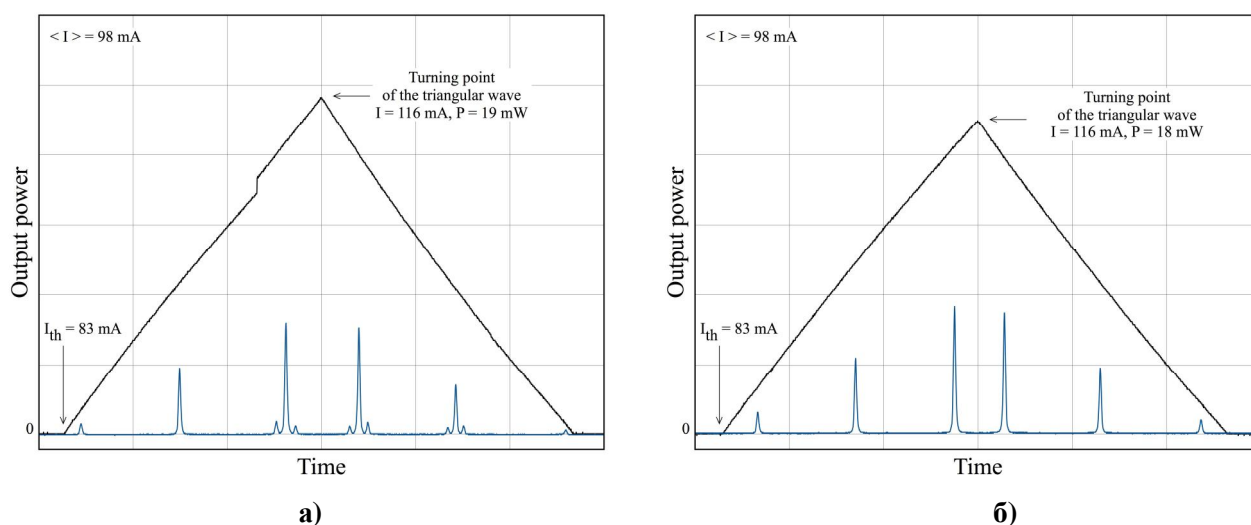 < I > = 98 mA
Turning point
of the triangular wave
I = 116 mA, P = 19 mW
Output power
I_th = 83 mA
0
Time
а)
< I > = 98 mA
Turning point
of the triangular wave
I = 116 mA, P = 18 mW
Output power
I_th = 83 mA
0
Time
б)